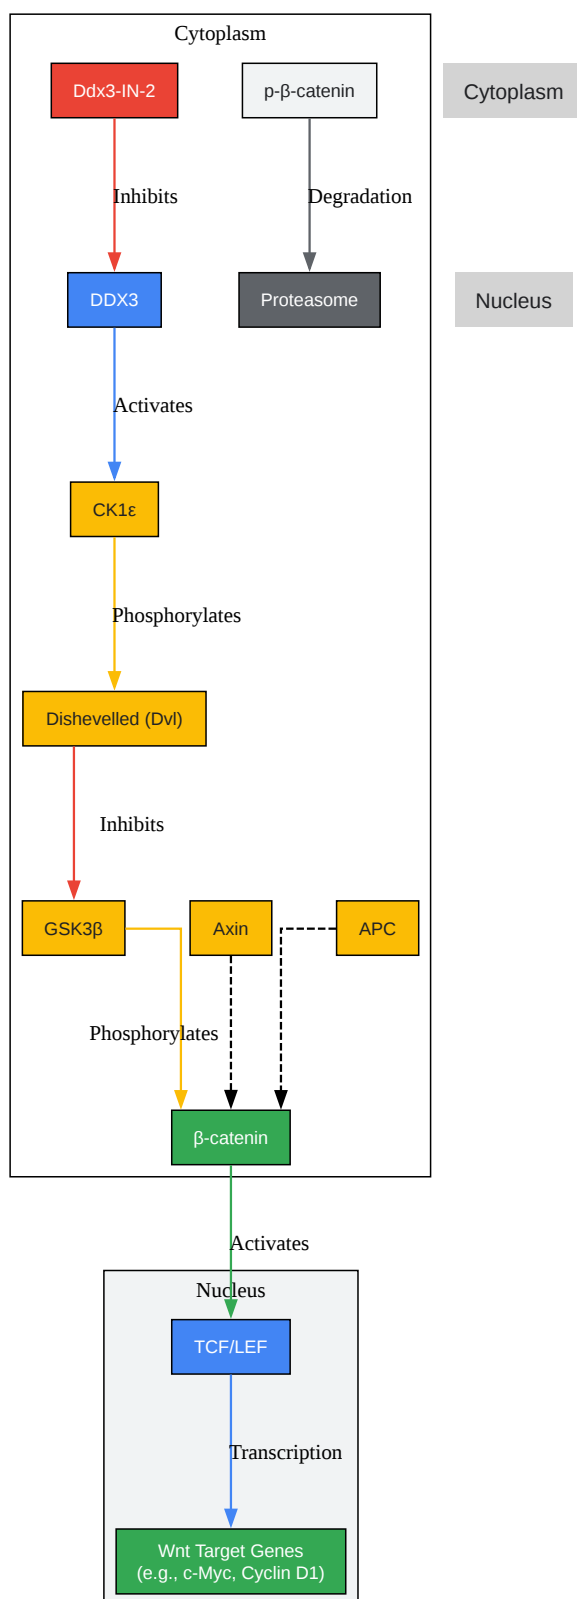 Cytoplasm
Ddx3-IN-2
p-β-catenin
Cytoplasm
Inhibits
Degradation
DDX3
Proteasome
Nucleus
Activates
CK1ε
Phosphorylates
Dishevelled (Dvl)
Inhibits
GSK3β
Axin
APC
Phosphorylates
β-catenin
Activates
Nucleus
TCF/LEF
Transcription
Wnt Target Genes
(e.g., c-Myc, Cyclin D1)